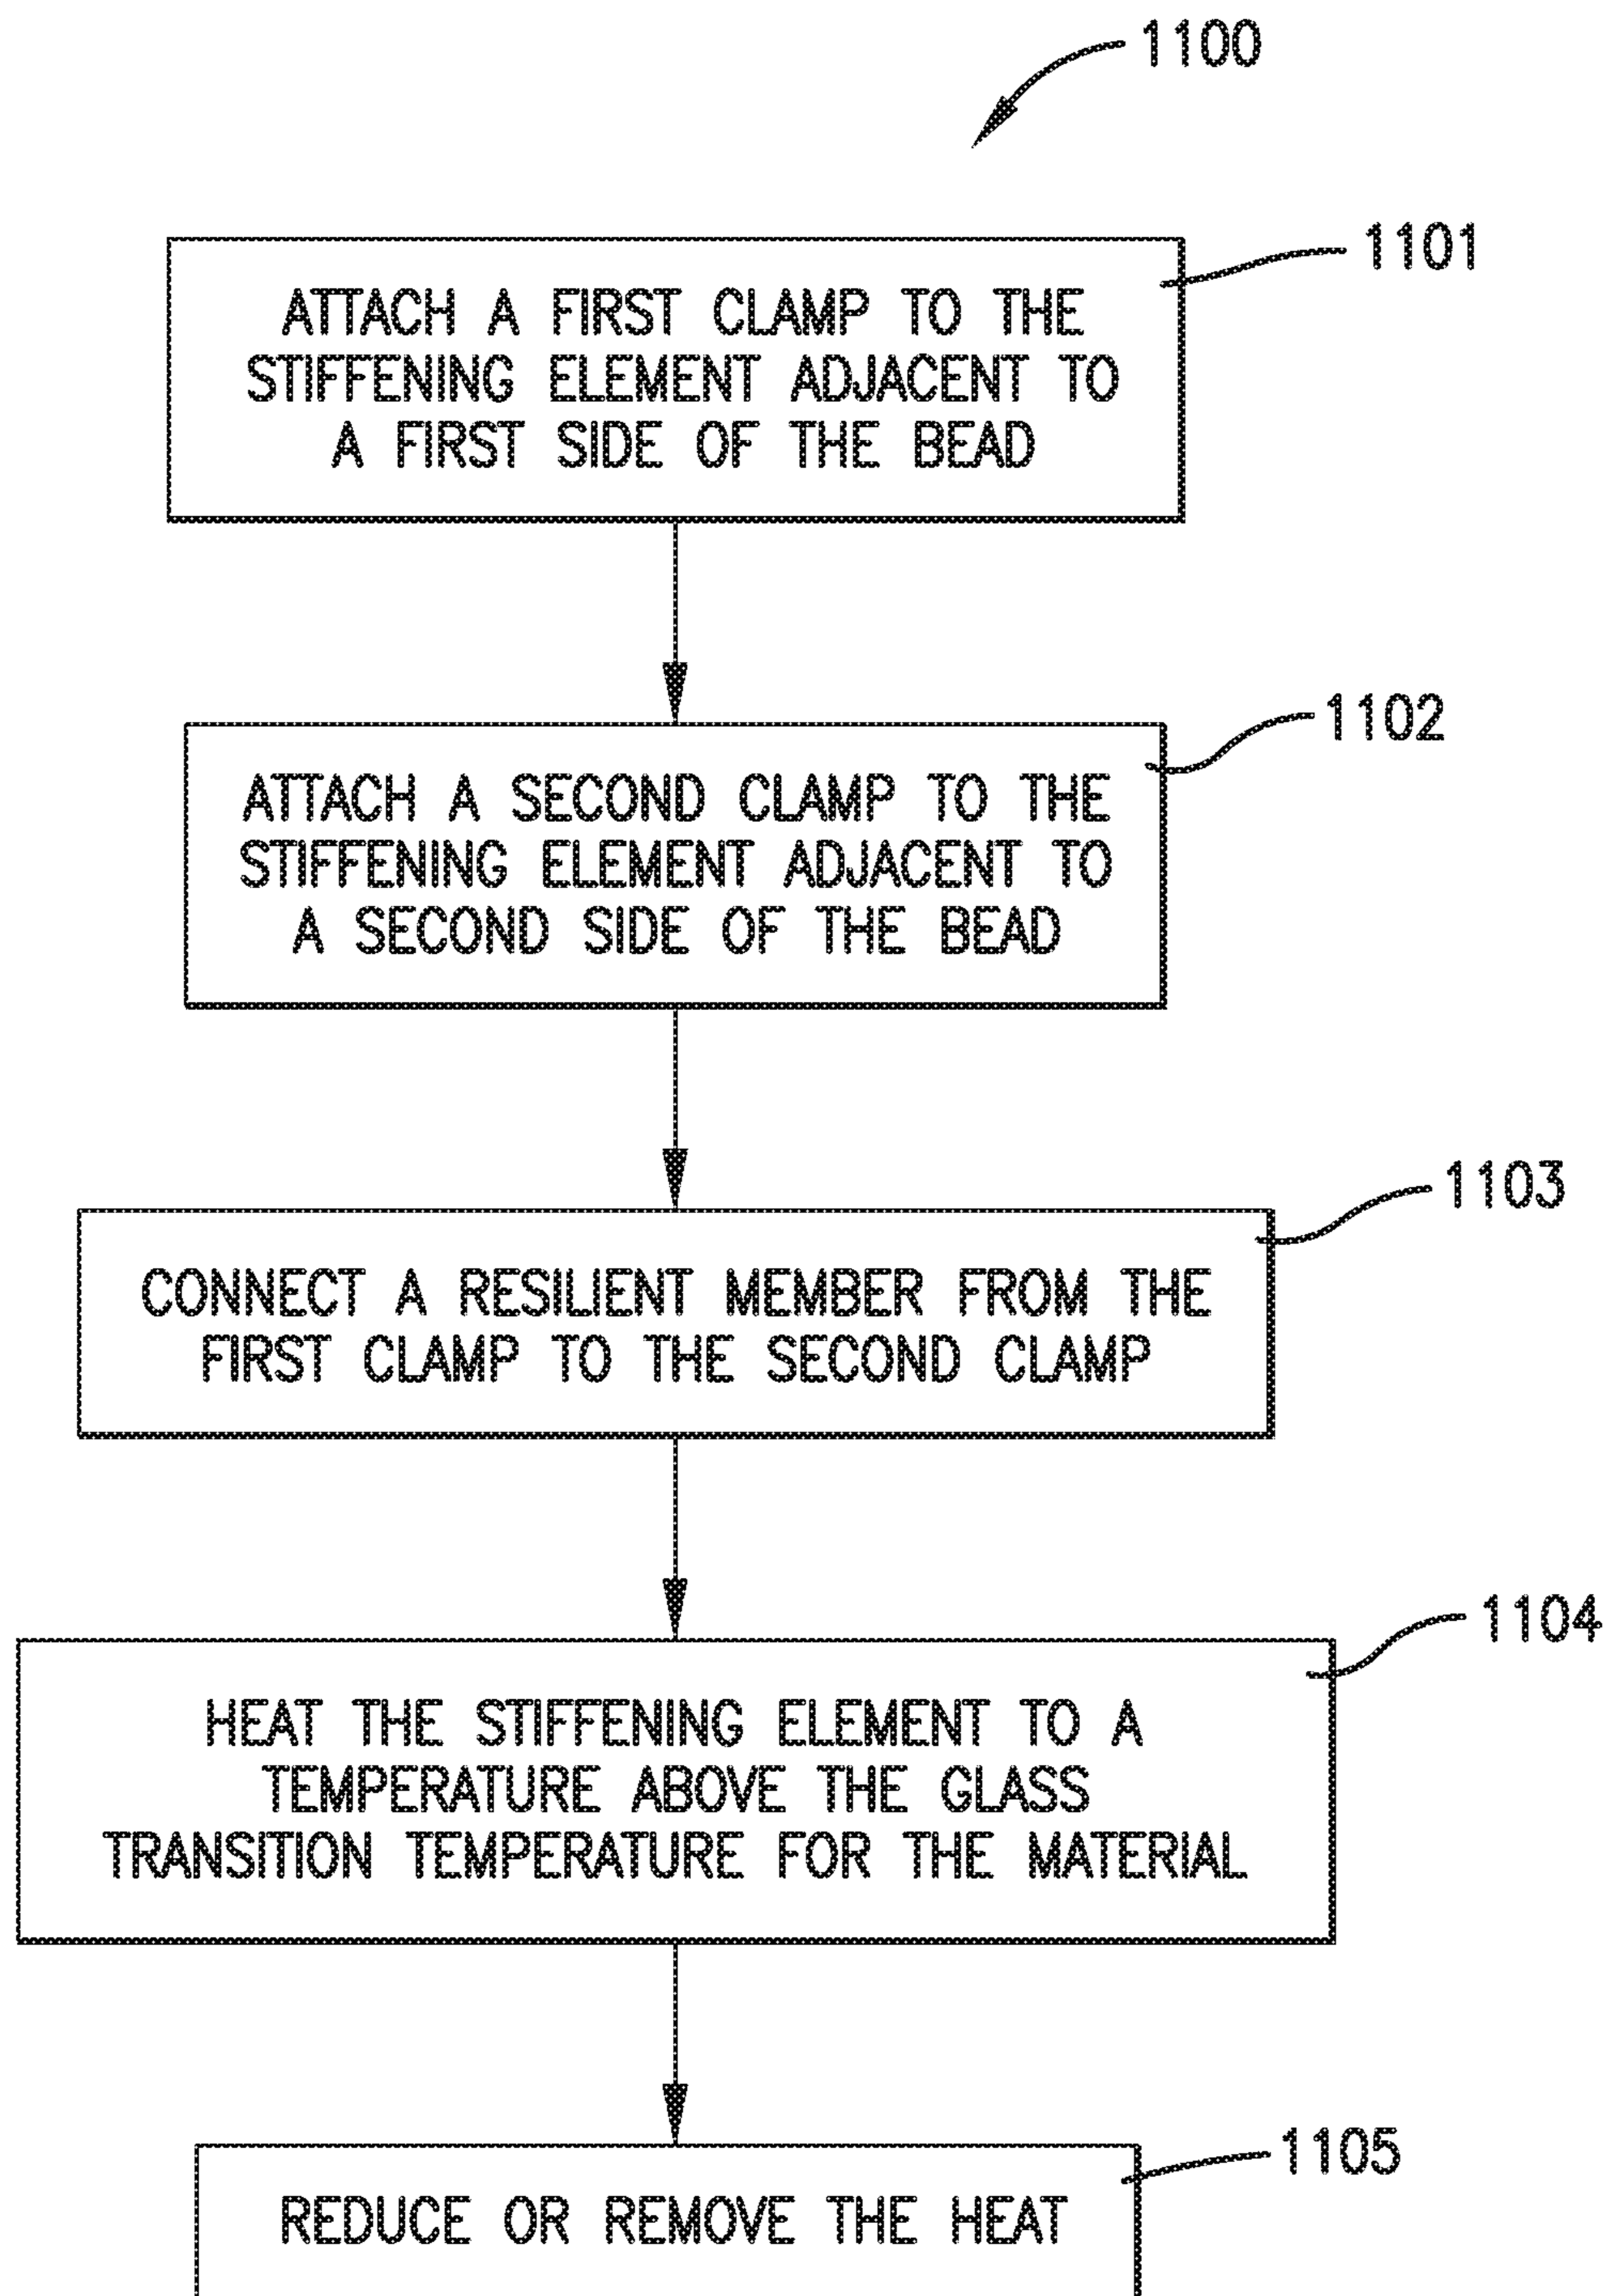 1100
1101
ATTACH A FIRST CLAMP TO THE
STIFFENING ELEMENT ADJACENT TO
A FIRST SIDE OF THE BEAD
1102
ATTACH A SECOND CLAMP TO THE
STIFFENING ELEMENT ADJACENT TO
A SECOND SIDE OF THE BEAD
1103
CONNECT A RESILIENT MEMBER FROM THE
FIRST CLAMP TO THE SECOND CLAMP
1104
HEAT THE STIFFENING ELEMENT TO A
TEMPERATURE ABOVE THE GLASS
TRANSITION TEMPERATURE FOR THE MATERIAL
1105
REDUCE OR REMOVE THE HEAT